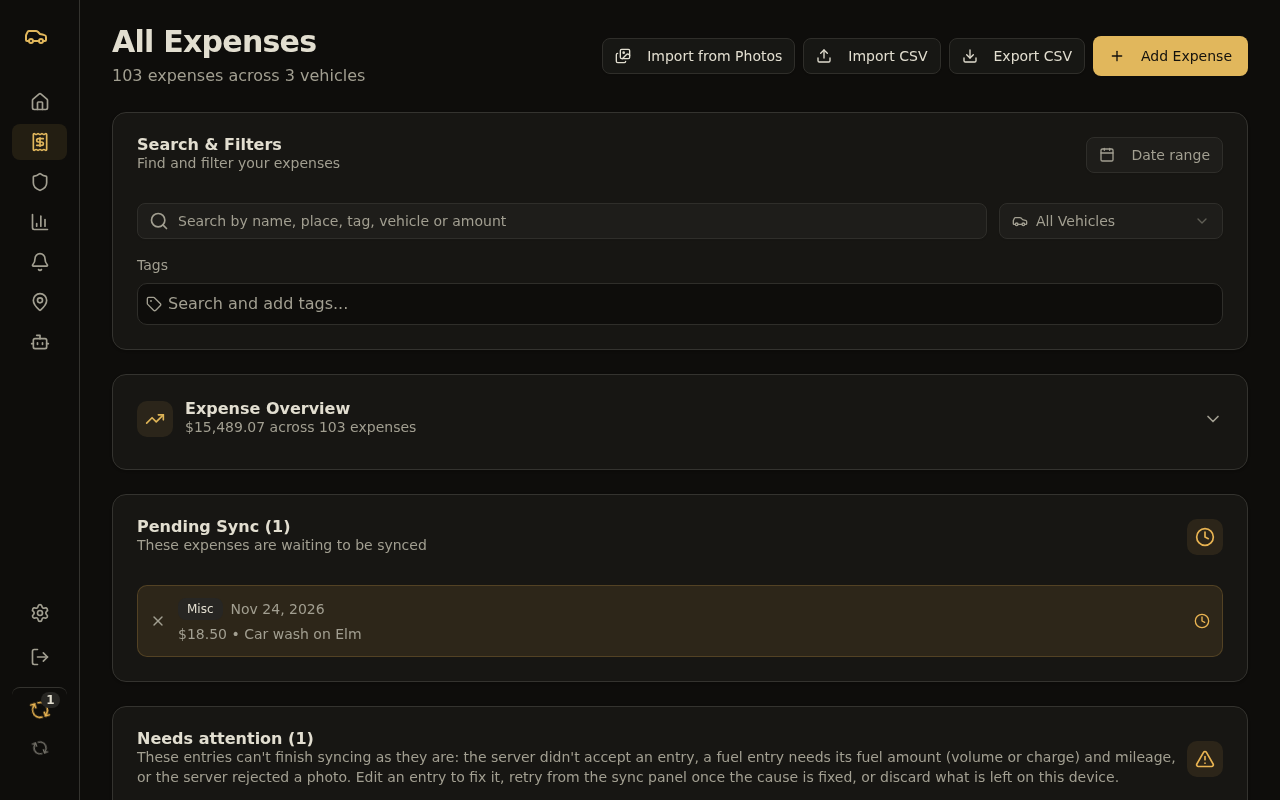 All Expenses
103 expenses across 3 vehicles
Import from Photos
Import CSV
Export CSV
Add Expense
Search & Filters
Find and filter your expenses
Date range
Search by name, place, tag, vehicle or amount
All Vehicles
Tags
Search and add tags...
Expense Overview
$15,489.07 across 103 expenses
Pending Sync (1)
These expenses are waiting to be synced
Misc Nov 24, 2026
$18.50 • Car wash on Elm
1
Needs attention (1)
These entries can't finish syncing as they are: the server didn't accept an entry, a fuel entry needs its fuel amount (volume or charge) and mileage,
or the server rejected a photo. Edit an entry to fix it, retry from the sync panel once the cause is fixed, or discard what is left on this device.